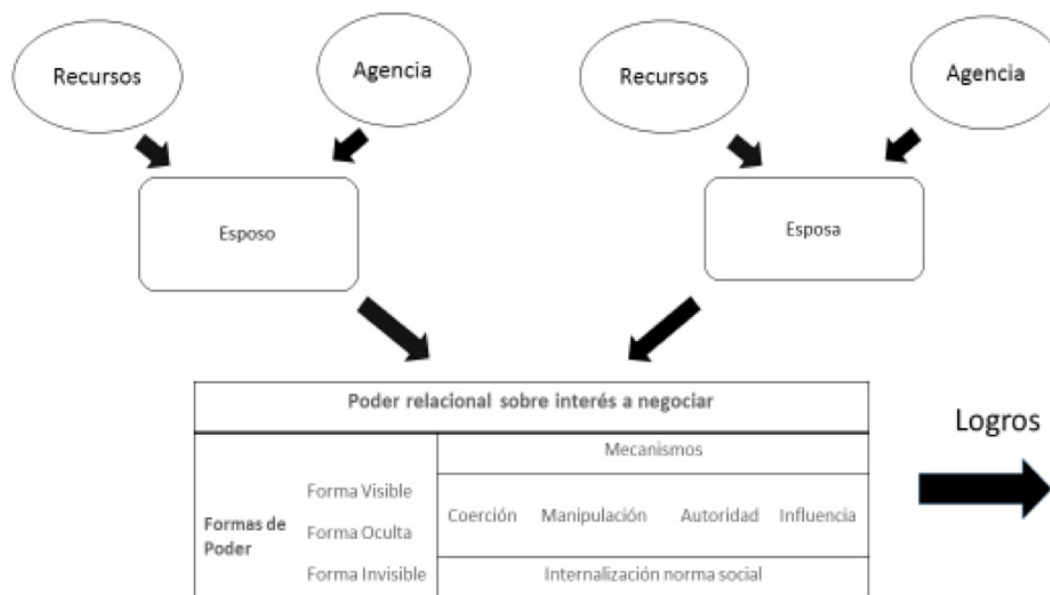 Recursos
Agencia
Recursos
Agencia
Esposo
Esposa
Poder relacional sobre interés a negociar
Logros
Mecanismos
Formas de
Poder
Forma Visible
Forma Oculta
Forma Invisible
Coerción Manipulación Autoridad Influencia
Internalización norma social